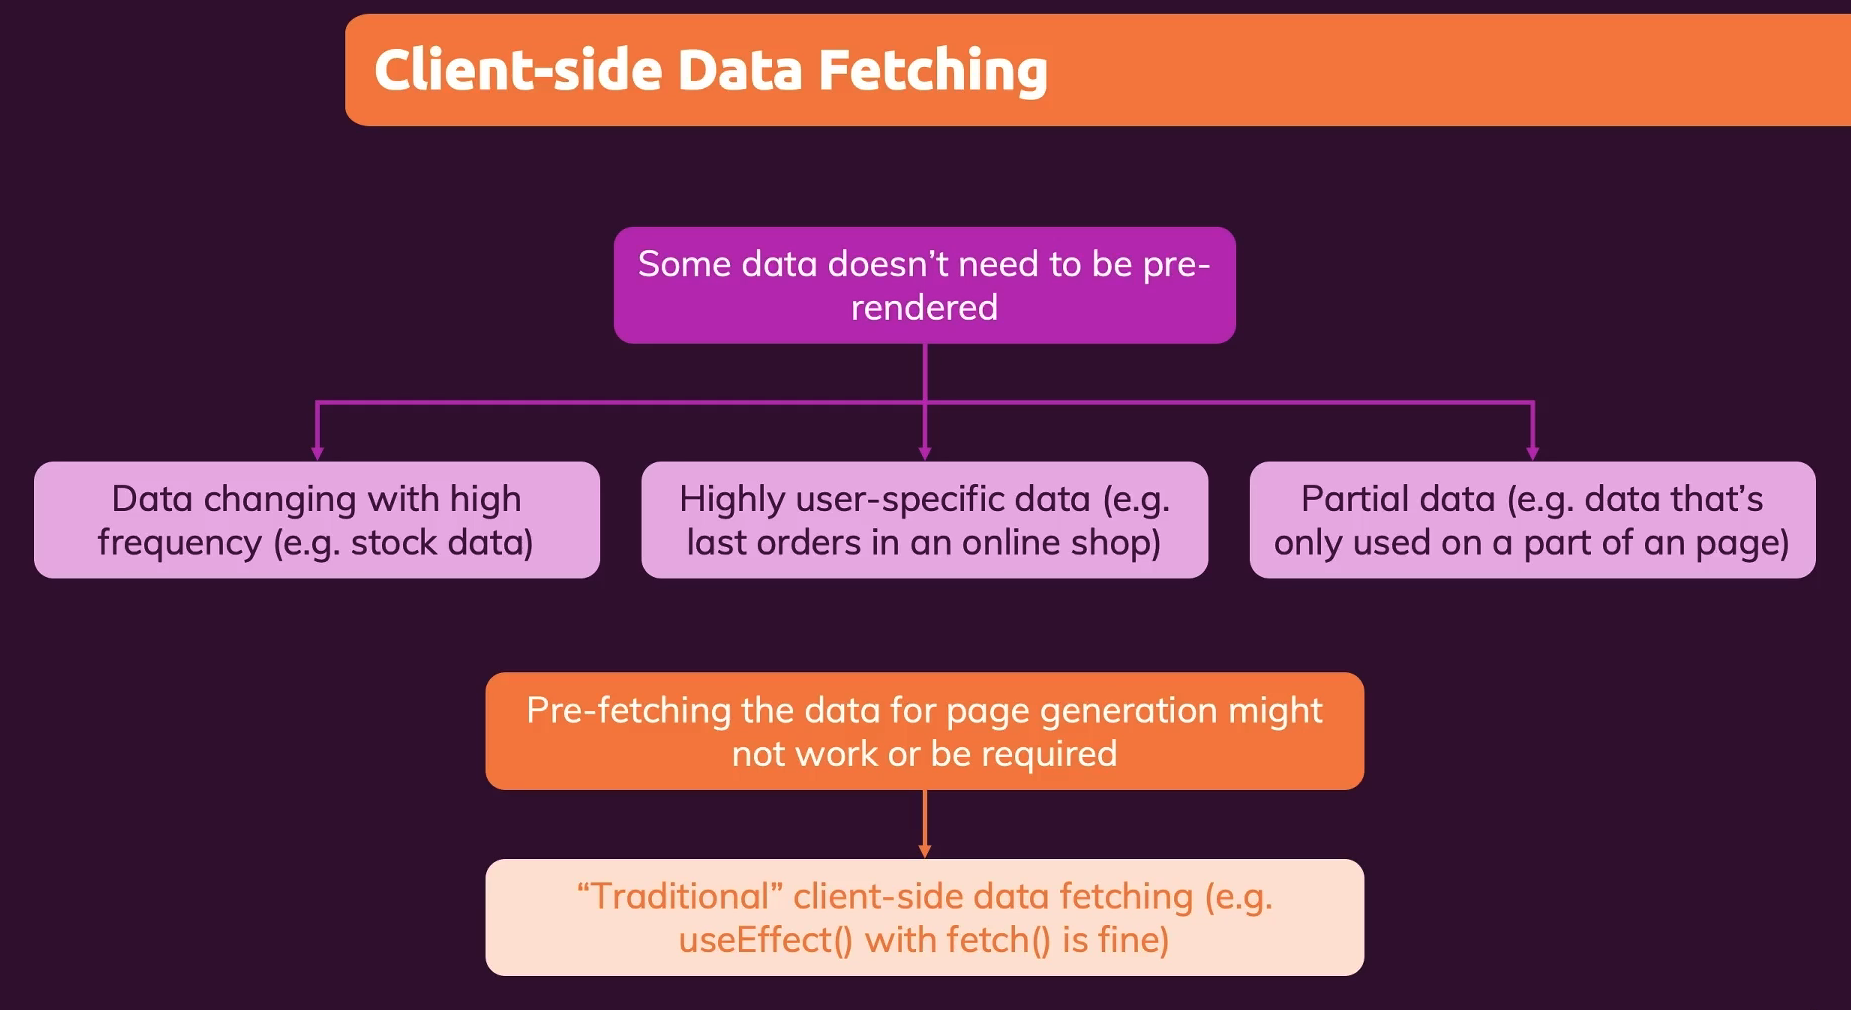 Client-side Data Fetching
Some data doesn’t need to be pre-
rendered
Data changing with high
frequency (e.g. stock data)
Highly user-specific data (e.g.
last orders in an online shop)
Partial data (e.g. data that’s
only used on a part of an page)
Pre-fetching the data for page generation might
not work or be required
“Traditional” client-side data fetching (e.g.
useEffect() with fetch() is fine)